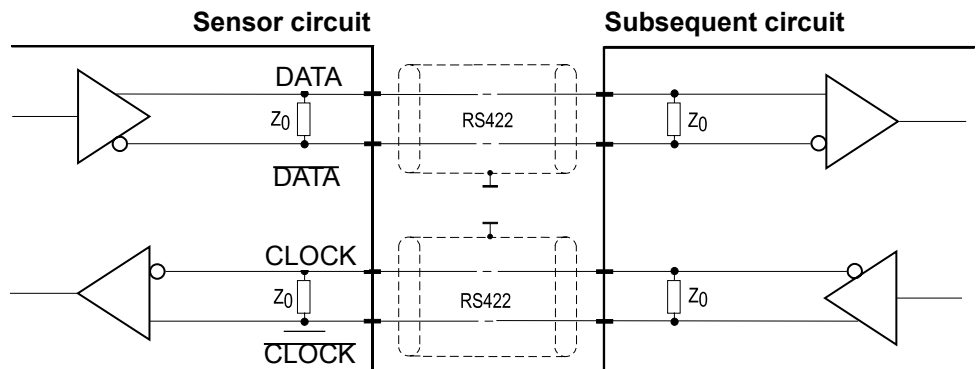 Sensor circuit
Subsequent circuit
DATA
Z0
RS422
Z0
DATA
CLOCK
Z0
RS422
Z0
CLOCK